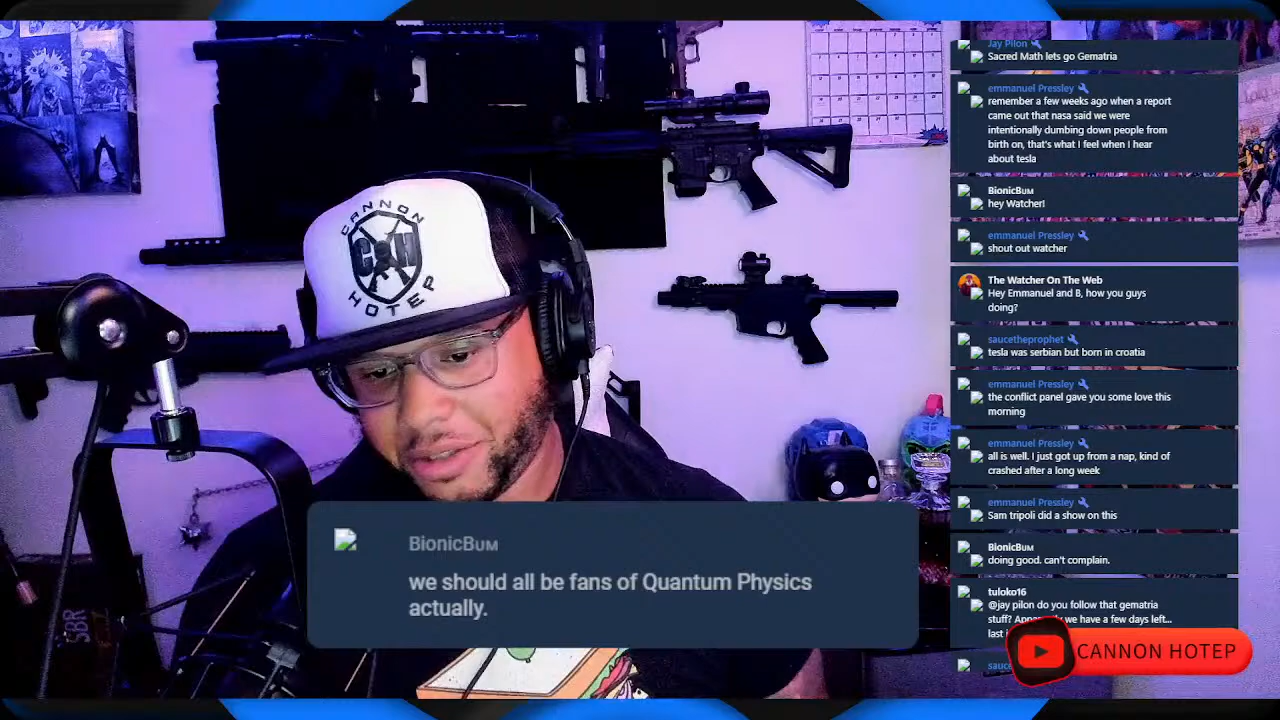 CANNON
CH
HOTEP
BionicBum
we should all be fans of Quantum Physics
actually.
Jay Pilon
Sacred Math lets go Gematria
emmanuel Pressley
remember a few weeks ago when a report
came out that nasa said we were
intentionally dumbing down people from
birth on, that's what I feel when I hear
about tesla
BionicBum
hey Watcher!
emmanuel Pressley
shout out watcher
The Watcher On The Web
Hey Emmanuel and B, how you guys
doing?
saucetheprophet
tesla was serbian but born in croatia
emmanuel Pressley
the conflict panel gave you some love this
morning
emmanuel Pressley
all is well. I just got up from a nap, kind of
crashed after a long week
emmanuel Pressley
Sam tripoli did a show on this
BionicBum
doing good. can't complain.
tuloko16
@jay pilon do you follow that gematria
stuff? we have a few days left...
last
CANNON HOTEP
SBR